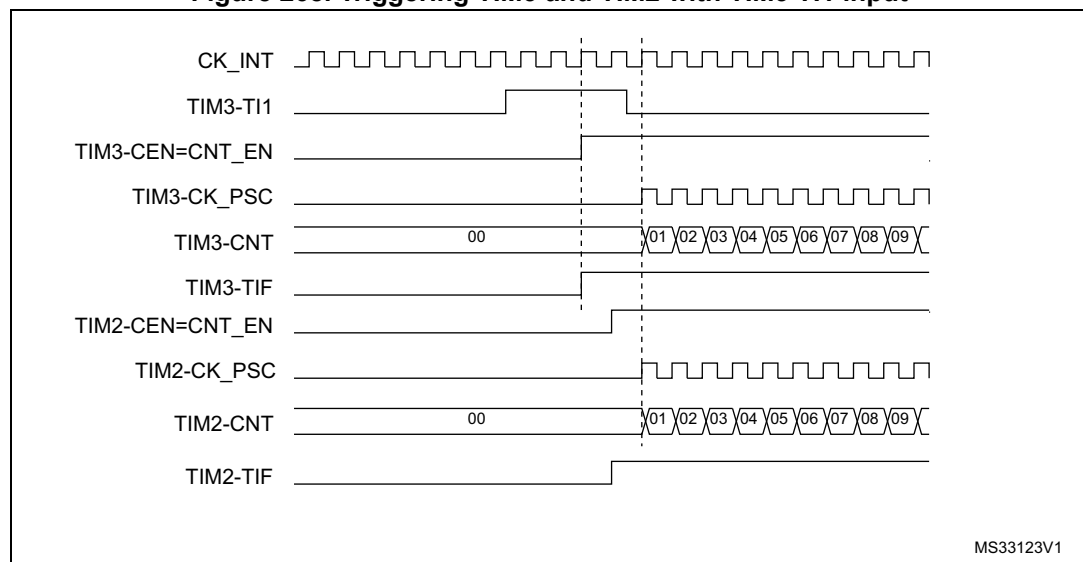 CK_INT
TIM3-TI1
TIM3-CEN=CNT_EN
TIM3-CK_PSC
TIM3-CNT 00 01 02 03 04 05 06 07 08 09
TIM3-TIF
TIM2-CEN=CNT_EN
TIM2-CK_PSC
TIM2-CNT 00 01 02 03 04 05 06 07 08 09
TIM2-TIF
MS33123V1